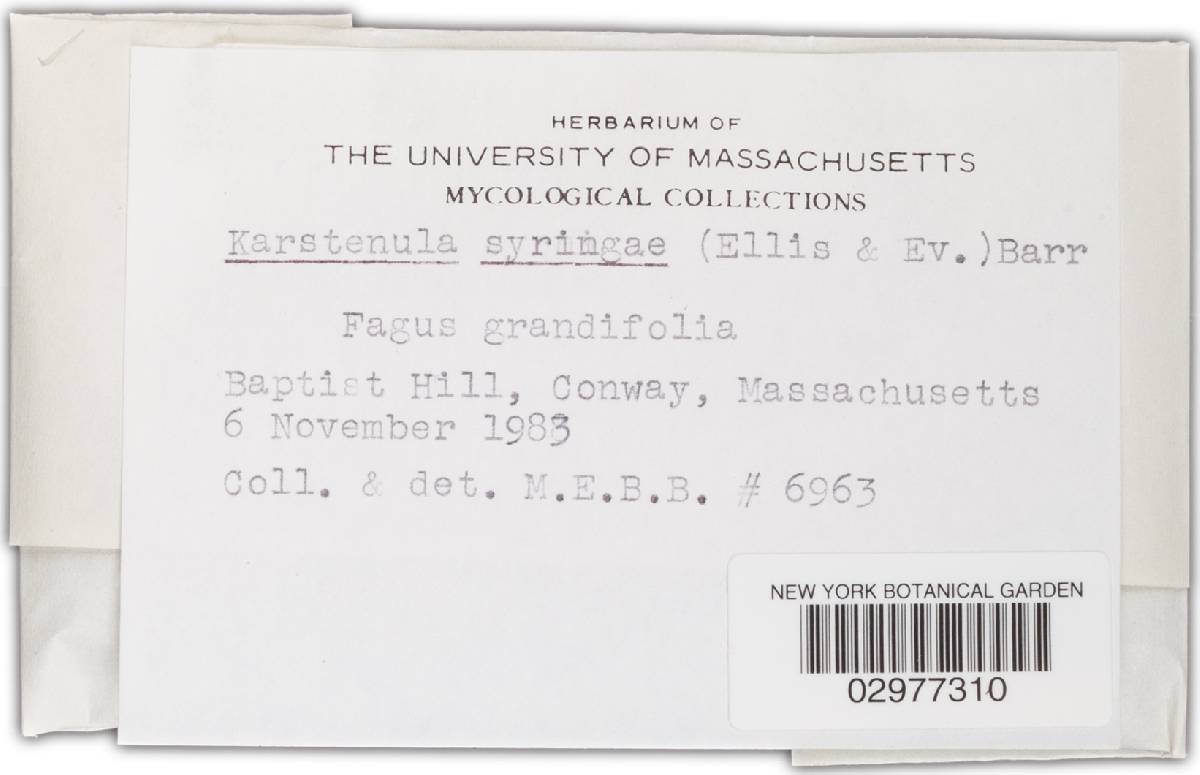 HERBARIUM OF
THE UNIVERSITY OF MASSACHUSETTS
MYCOLOGICAL COLLECTIONS
Karstenula syringae (Ellis & Ev.)Barr
Fagus grandifolia
Baptist Hill, Conway, Massachusetts
6 November 1983
Coll. & det. M.E.B.B. # 6963
NEW YORK BOTANICAL GARDEN
02977310